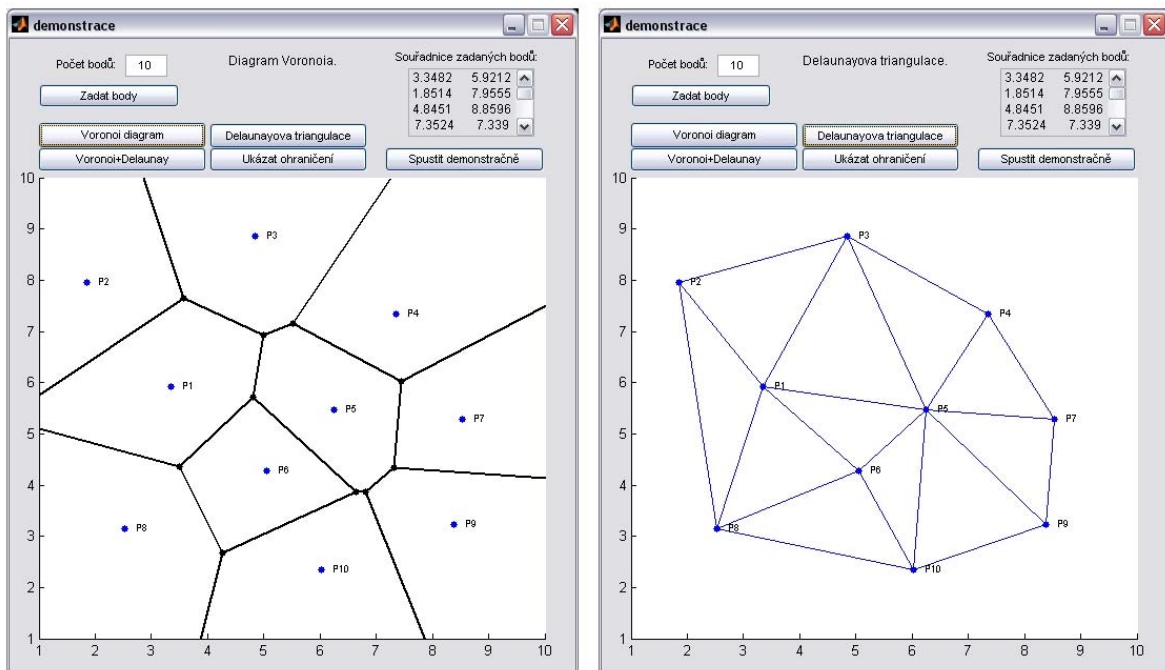 demonstrace
Počet bodů: 10
Diagram Voronoia.
Souřadnice zadaných bodů:
3.3482 5.9212
1.8514 7.9555
4.8451 8.8596
7.3524 7.339
Zadat body
Voronoi diagram
Delaunayova triangulace
Voronoi+Delaunay
Ukázat ohraničení
Spustit demonstračně
10
9
8
7
6
5
4
3
2
1
P3
P2
P4
P1
P5
P7
P6
P8
P9
P10
1 2 3 4 5 6 7 8 9 10
demonstrace
Počet bodů: 10
Delaunayova triangulace.
Souřadnice zadaných bodů:
3.3482 5.9212
1.8514 7.9555
4.8451 8.8596
7.3524 7.339
Zadat body
Voronoi diagram
Delaunayova triangulace
Voronoi+Delaunay
Ukázat ohraničení
Spustit demonstračně
10
9
8
7
6
5
4
3
2
1
P3
P2
P4
P1
P5
P7
P6
P8
P9
P10
1 2 3 4 5 6 7 8 9 10